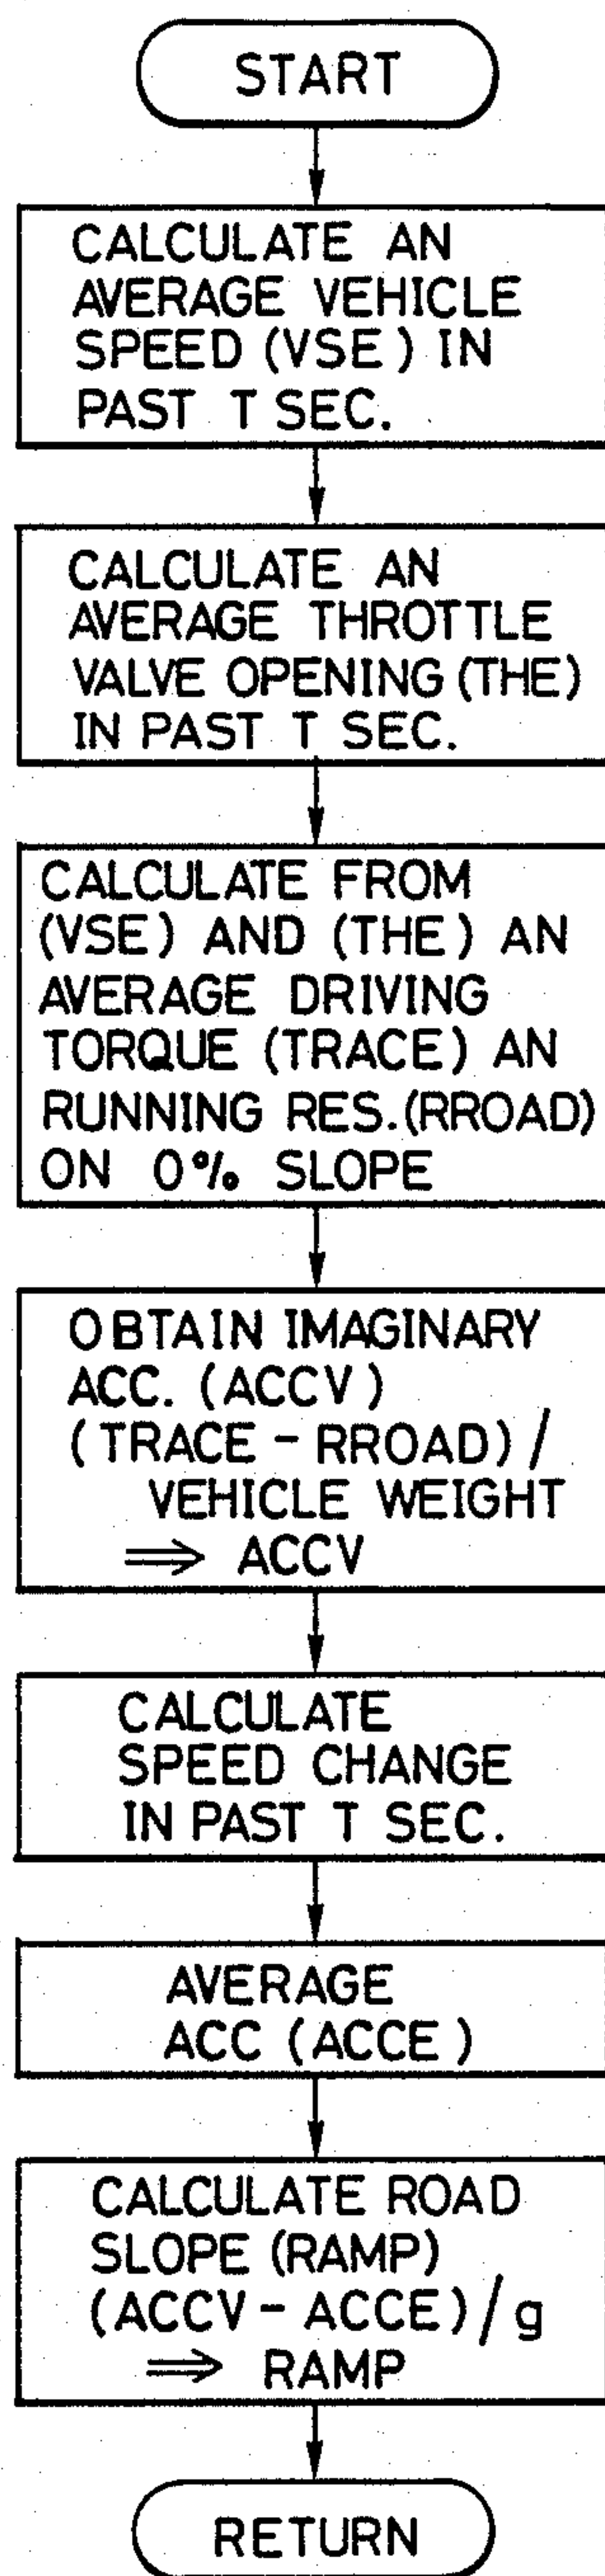 START
CALCULATE AN
AVERAGE VEHICLE
SPEED (VSE) IN
PAST T SEC.
CALCULATE AN
AVERAGE THROTTLE
VALVE OPENING (THE)
IN PAST T SEC.
CALCULATE FROM
(VSE) AND (THE) AN
AVERAGE DRIVING
TORQUE (TRACE) AN
RUNNING RES.(RROAD)
ON 0% SLOPE
OBTAIN IMAGINARY
ACC. (ACCV)
(TRACE - RROAD) /
VEHICLE WEIGHT
⇒ ACCV
CALCULATE
SPEED CHANGE
IN PAST T SEC.
AVERAGE
ACC (ACCE)
CALCULATE ROAD
SLOPE (RAMP)
(ACCV - ACCE) / g
⇒ RAMP
RETURN